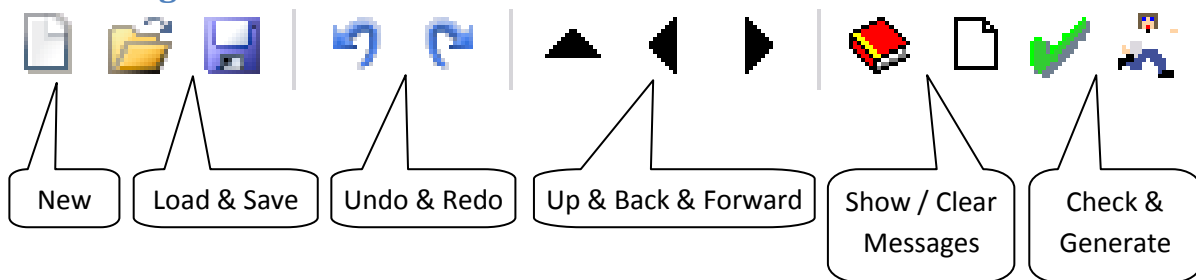 New
Load & Save
Undo & Redo
Up & Back & Forward
Show / Clear
Messages
Check &
Generate